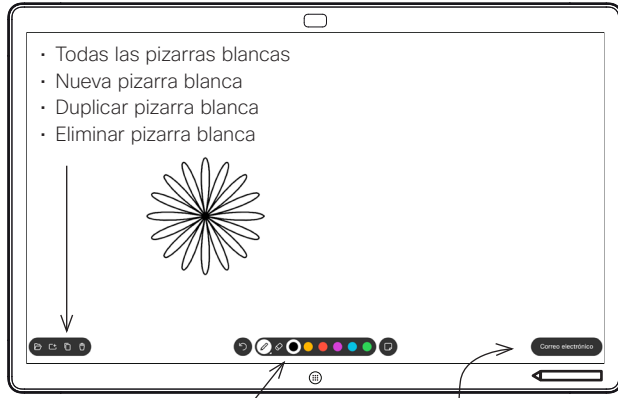 · Todas las pizarras blancas
· Nueva pizarra blanca
· Duplicar pizarra blanca
· Eliminar pizarra blanca
Correo electrónico